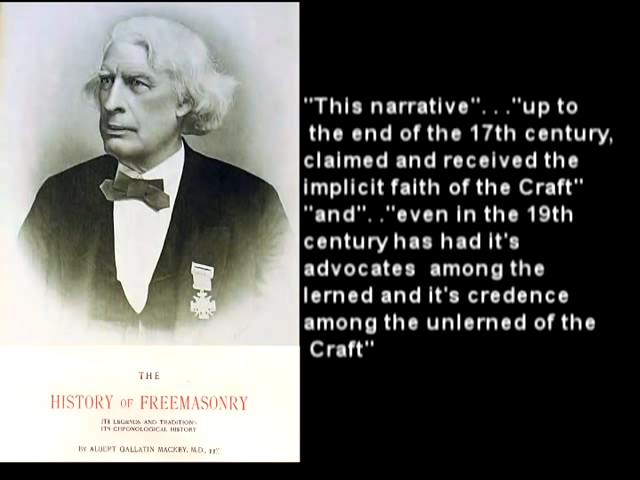 "This narrative". . ."up to
the end of the 17th century,
claimed and received the
implicit faith of the Craft"
"and". ."even in the 19th
century has had it's
advocates among the
lerned and it's credence
among the unlerned of the
Craft"
THE
HISTORY OF FREEMASONRY
ITS LEGENDS AND TRADITIONS
ITS CHRONOLOGICAL HISTORY
BY ALBERT GALLATIN MACKEY, M.D.,